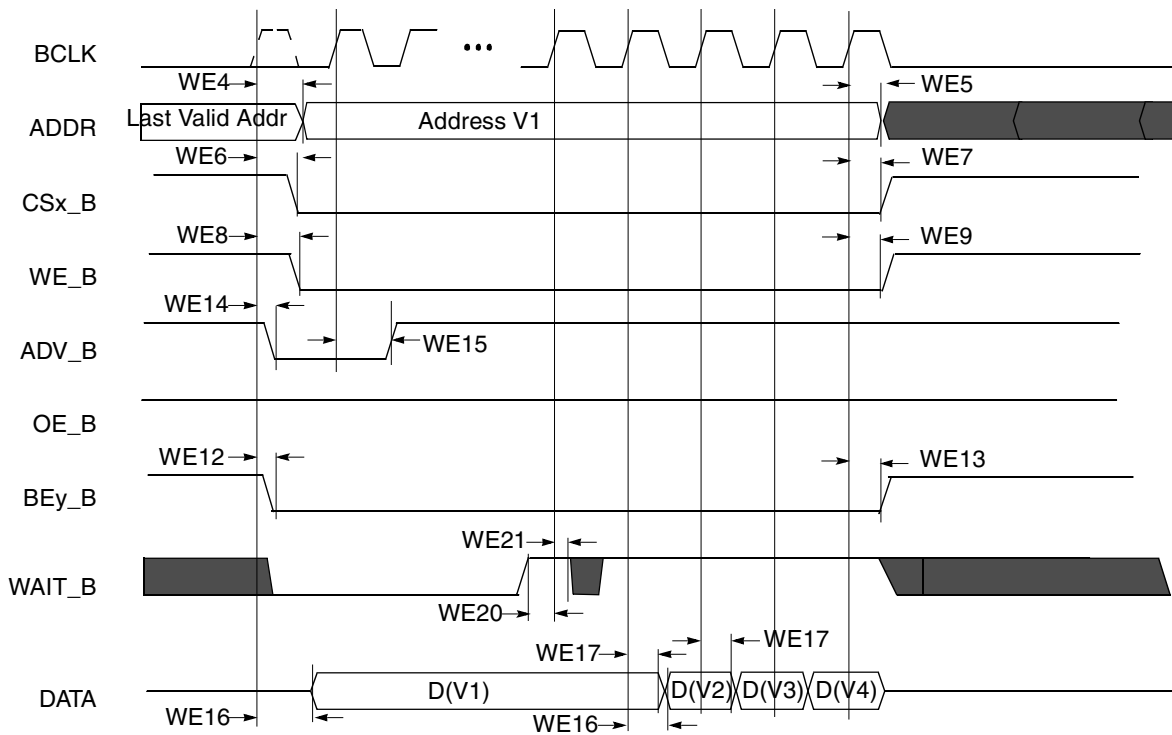 BCLK
...
WE4
WE5
ADDR
Last Valid Addr
Address V1
WE6
WE7
CSx_B
WE8
WE9
WE_B
WE14
ADV_B
WE15
OE_B
WE12
WE13
BEy_B
WE21
WAIT_B
WE20
WE17
WE17
DATA
D(V1)
D(V2)
D(V3)
D(V4)
WE16
WE16